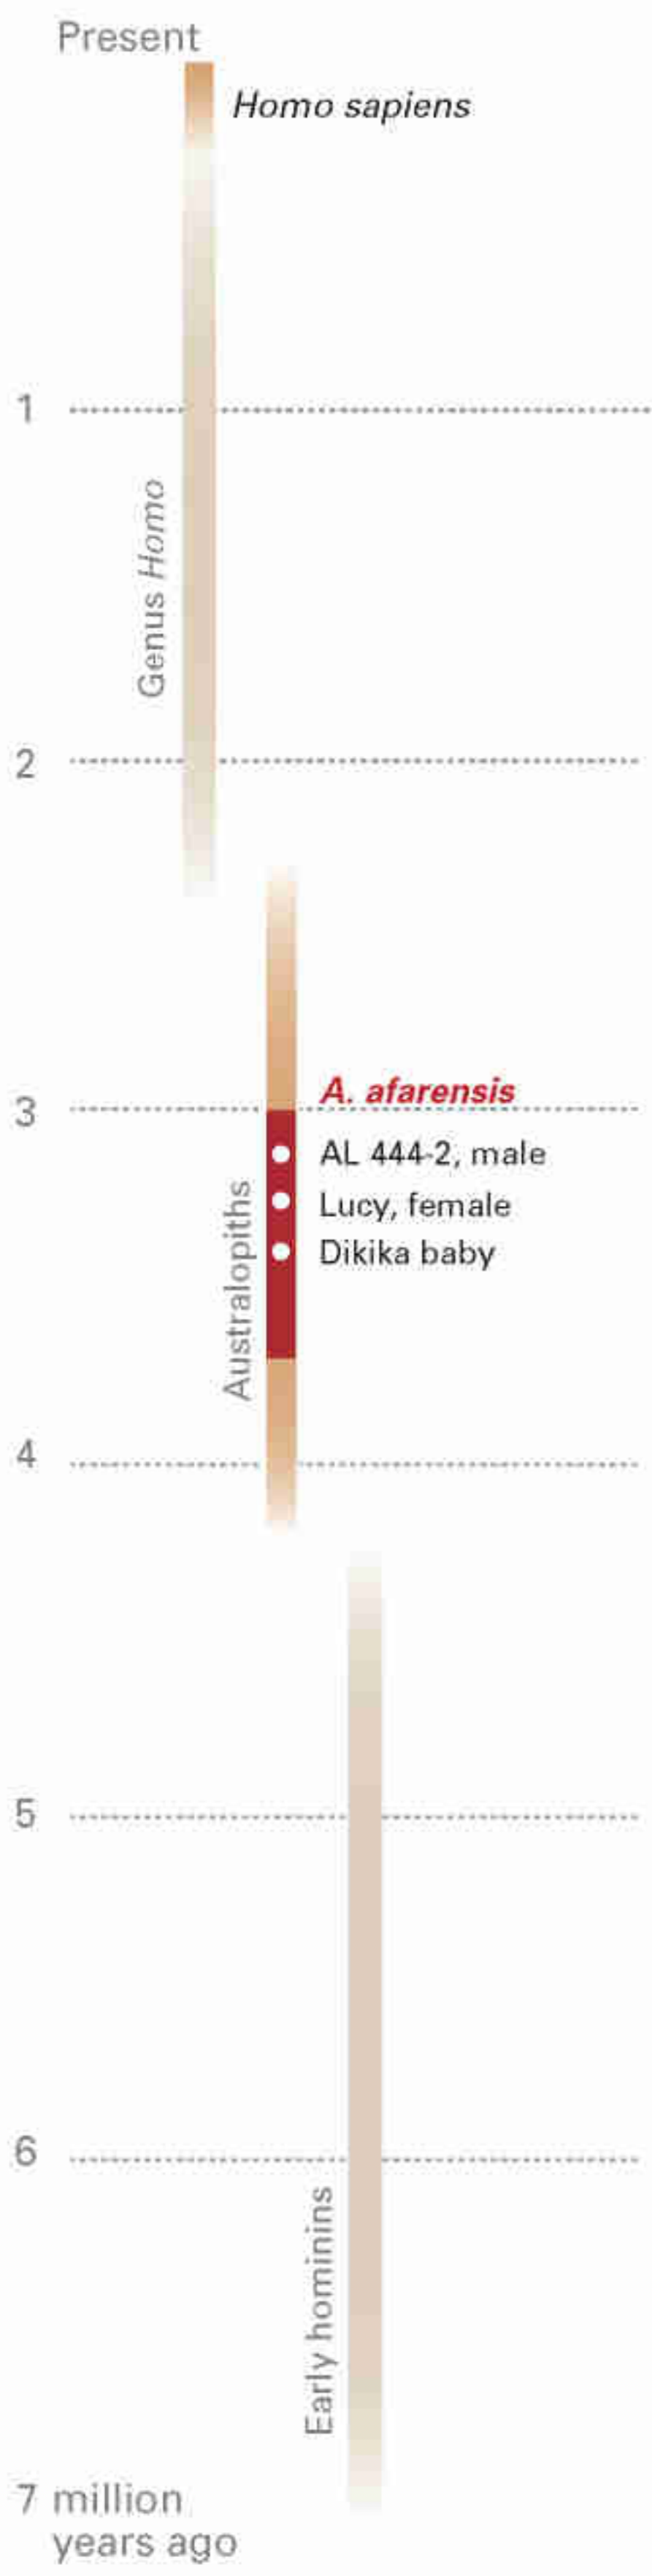 Present
Homo sapiens
1
Genus Homo
2
A. afarensis
3
AL 444-2, male
Lucy, female
Dikika baby
Australopiths
4
5
6
Early hominins
7 million
years ago